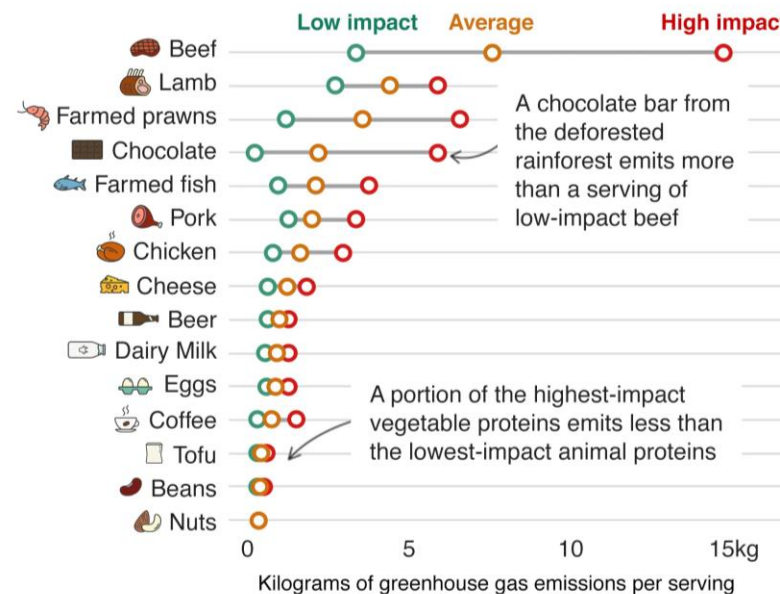 Low impact Average High impac
Beef
Lamb
Farmed prawns
Chocolate
Farmed fish
Pork
Chicken
Cheese
Beer
Dairy Milk
Eggs
Coffee
Tofu
Beans
Nuts
A chocolate bar from
the deforested
rainforest emits more
than a serving of
low-impact beef
A portion of the highest-impact
vegetable proteins emits less than
the lowest-impact animal proteins
0 5 10 15kg
Kilograms of greenhouse gas emissions per serving